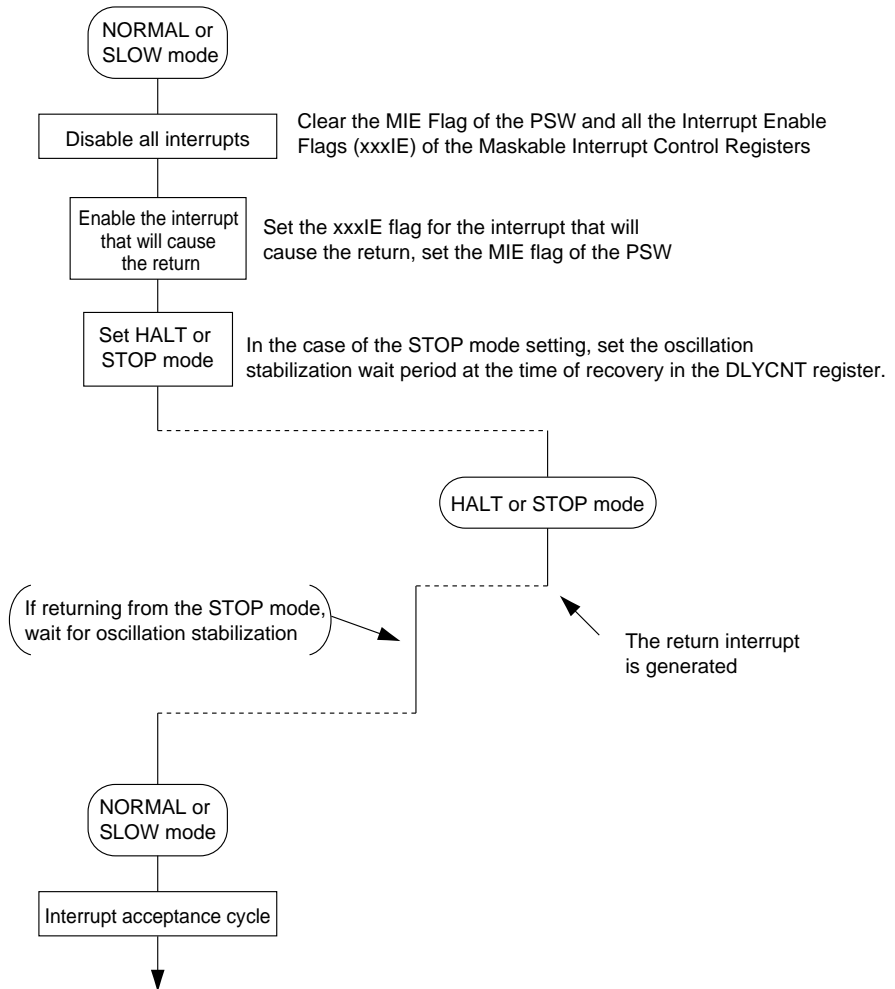 NORMAL or
SLOW mode
Disable all interrupts
Clear the MIE Flag of the PSW and all the Interrupt Enable
Flags (xxxIE) of the Maskable Interrupt Control Registers
Enable the interrupt
that will cause
the return
Set the xxxIE flag for the interrupt that will
cause the return, set the MIE flag of the PSW
Set HALT or
STOP mode
In the case of the STOP mode setting, set the oscillation
stabilization wait period at the time of recovery in the DLYCNT register.
HALT or STOP mode
If returning from the STOP mode,
wait for oscillation stabilization
The return interrupt
is generated
NORMAL or
SLOW mode
Interrupt acceptance cycle